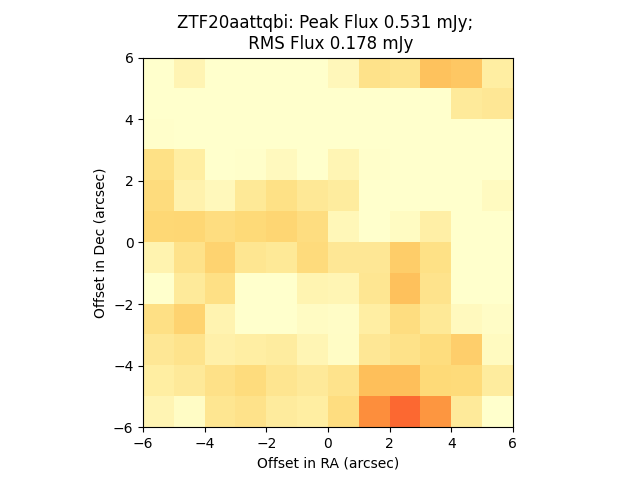 ZTF20aattqbi: Peak Flux 0.531 mJy;
RMS Flux 0.178 mJy
6
4
2
0
−2
−4
−6
Offset in Dec (arcsec)
−6 −4 −2 0 2 4 6
Offset in RA (arcsec)